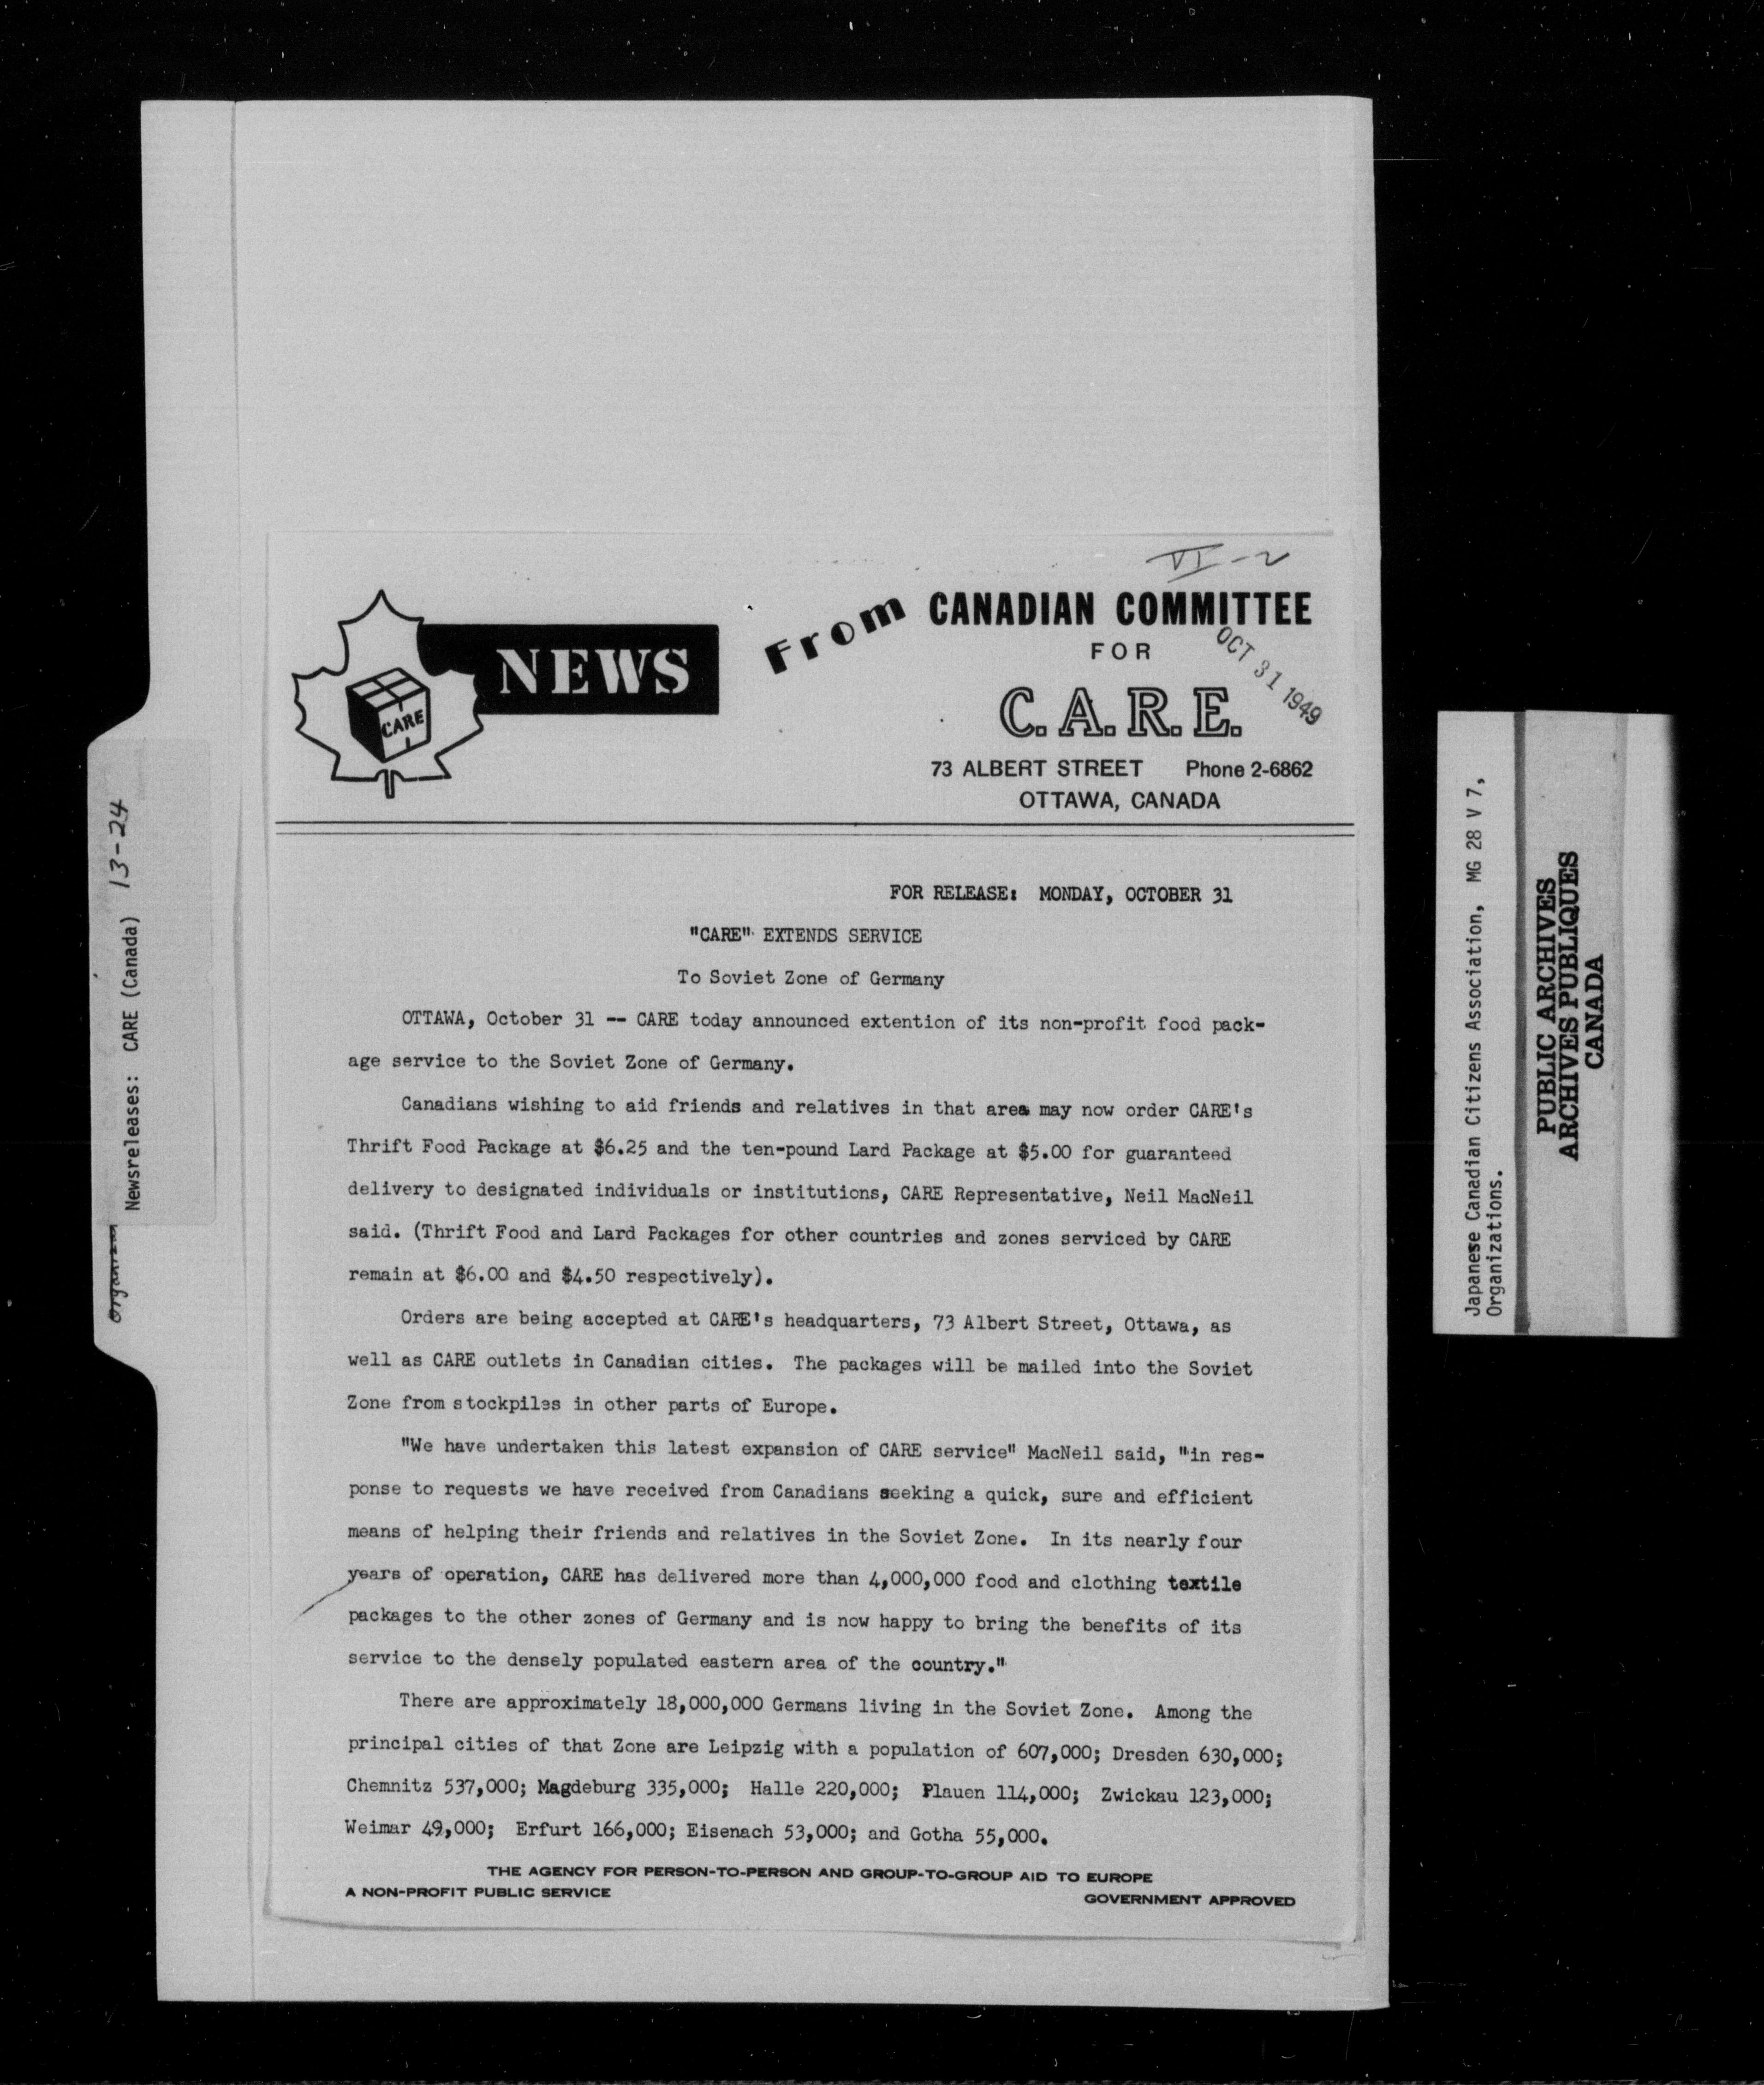 VI-2
NEWS
CARE
From CANADIAN COMMITTEE
FOR
C.A.R.E.
OCT 31 1949
73 ALBERT STREET Phone 2-6862
OTTAWA, CANADA
FOR RELEASE: MONDAY, OCTOBER 31
"CARE" EXTENDS SERVICE
To Soviet Zone of Germany
OTTAWA, October 31 -- CARE today announced extention of its non-profit food pack-
age service to the Soviet Zone of Germany.
Canadians wishing to aid friends and relatives in that area may now order CARE's
Thrift Food Package at $6.25 and the ten-pound Lard Package at $5.00 for guaranteed
delivery to designated individuals or institutions, CARE Representative, Neil MacNeil
said. (Thrift Food and Lard Packages for other countries and zones serviced by CARE
remain at $6.00 and $4.50 respectively).
Orders are being accepted at CARE's headquarters, 73 Albert Street, Ottawa, as
well as CARE outlets in Canadian cities. The packages will be mailed into the Soviet
Zone from stockpiles in other parts of Europe.
"We have undertaken this latest expansion of CARE service" MacNeil said, "in res-
ponse to requests we have received from Canadians seeking a quick, sure and efficient
means of helping their friends and relatives in the Soviet Zone. In its nearly four
years of operation, CARE has delivered more than 4,000,000 food and clothing textile
packages to the other zones of Germany and is now happy to bring the benefits of its
service to the densely populated eastern area of the country."
There are approximately 18,000,000 Germans living in the Soviet Zone. Among the
principal cities of that Zone are Leipzig with a population of 607,000; Dresden 630,000;
Chemnitz 537,000; Magdeburg 335,000; Halle 220,000; Plauen 114,000; Zwickau 123,000;
Weimar 49,000; Erfurt 166,000; Eisenach 53,000; and Gotha 55,000.
THE AGENCY FOR PERSON-TO-PERSON AND GROUP-TO-GROUP AID TO EUROPE
A NON-PROFIT PUBLIC SERVICE GOVERNMENT APPROVED
Newsreleases: CARE (Canada) 13-24
Japanese Canadian Citizens Association, MG 28 V 7,
Organizations.
PUBLIC ARCHIVES
ARCHIVES PUBLIQUES
CANADA